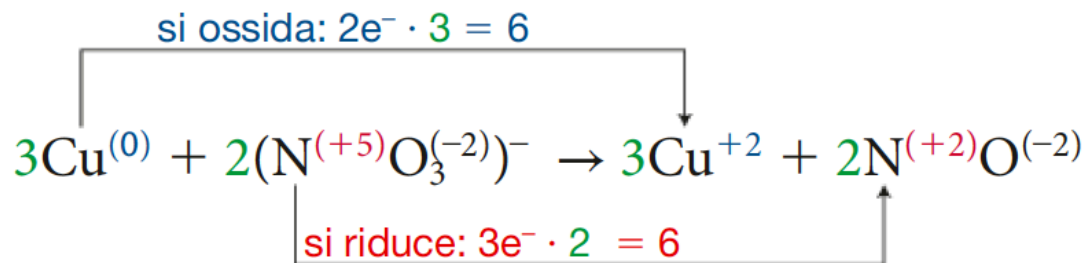 si ossida: 2e⁻ · 3 = 6
3Cu⁽⁰⁾ + 2(N⁽⁺⁵⁾O₃⁽⁻²⁾)⁻ → 3Cu⁺² + 2N⁽⁺²⁾O⁽⁻²⁾
si riduce: 3e⁻ · 2 = 6